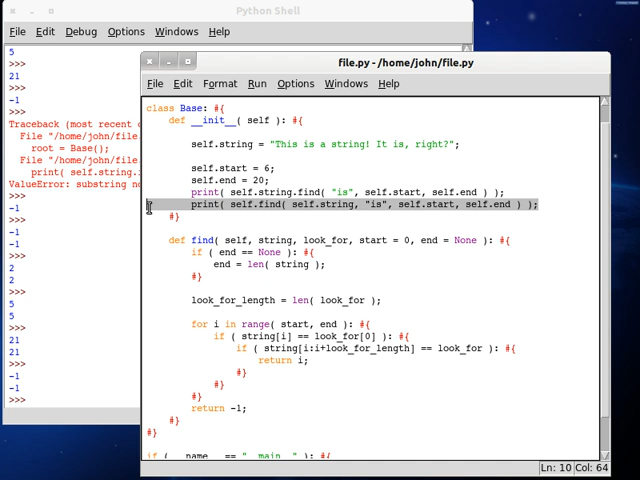 Python Shell
File Edit Debug Options Windows Help
5
>>>
21
>>>
-1
>>>
Traceback (most recent c
File "/home/john/file.
root = Base();
File "/home/john/file.
print( self.string.
ValueError: substring no
>>>
-1
>>>
-1
-1
>>>
2
2
>>>
5
5
>>>
21
21
>>>
-1
-1
>>>
file.py - /home/john/file.py
File Edit Format Run Options Windows Help
class Base: #{
def __init__( self ): #{
self.string = "This is a string! It is, right?";
self.start = 6;
self.end = 20;
print( self.string.find( "is", self.start, self.end ) );
print( self.find( self.string, "is", self.start, self.end ) );
#}
def find( self, string, look_for, start = 0, end = None ): #{
if ( end == None ): #{
end = len( string );
#}
look_for_length = len( look_for );
for i in range( start, end ): #{
if ( string[i] == look_for[0] ): #{
if ( string[i:i+look_for_length] == look_for ): #{
return i;
#}
#}
#}
return -1;
#}
#}
if ( __name__ == "__main__" ): #{
Ln: 10 Col: 64